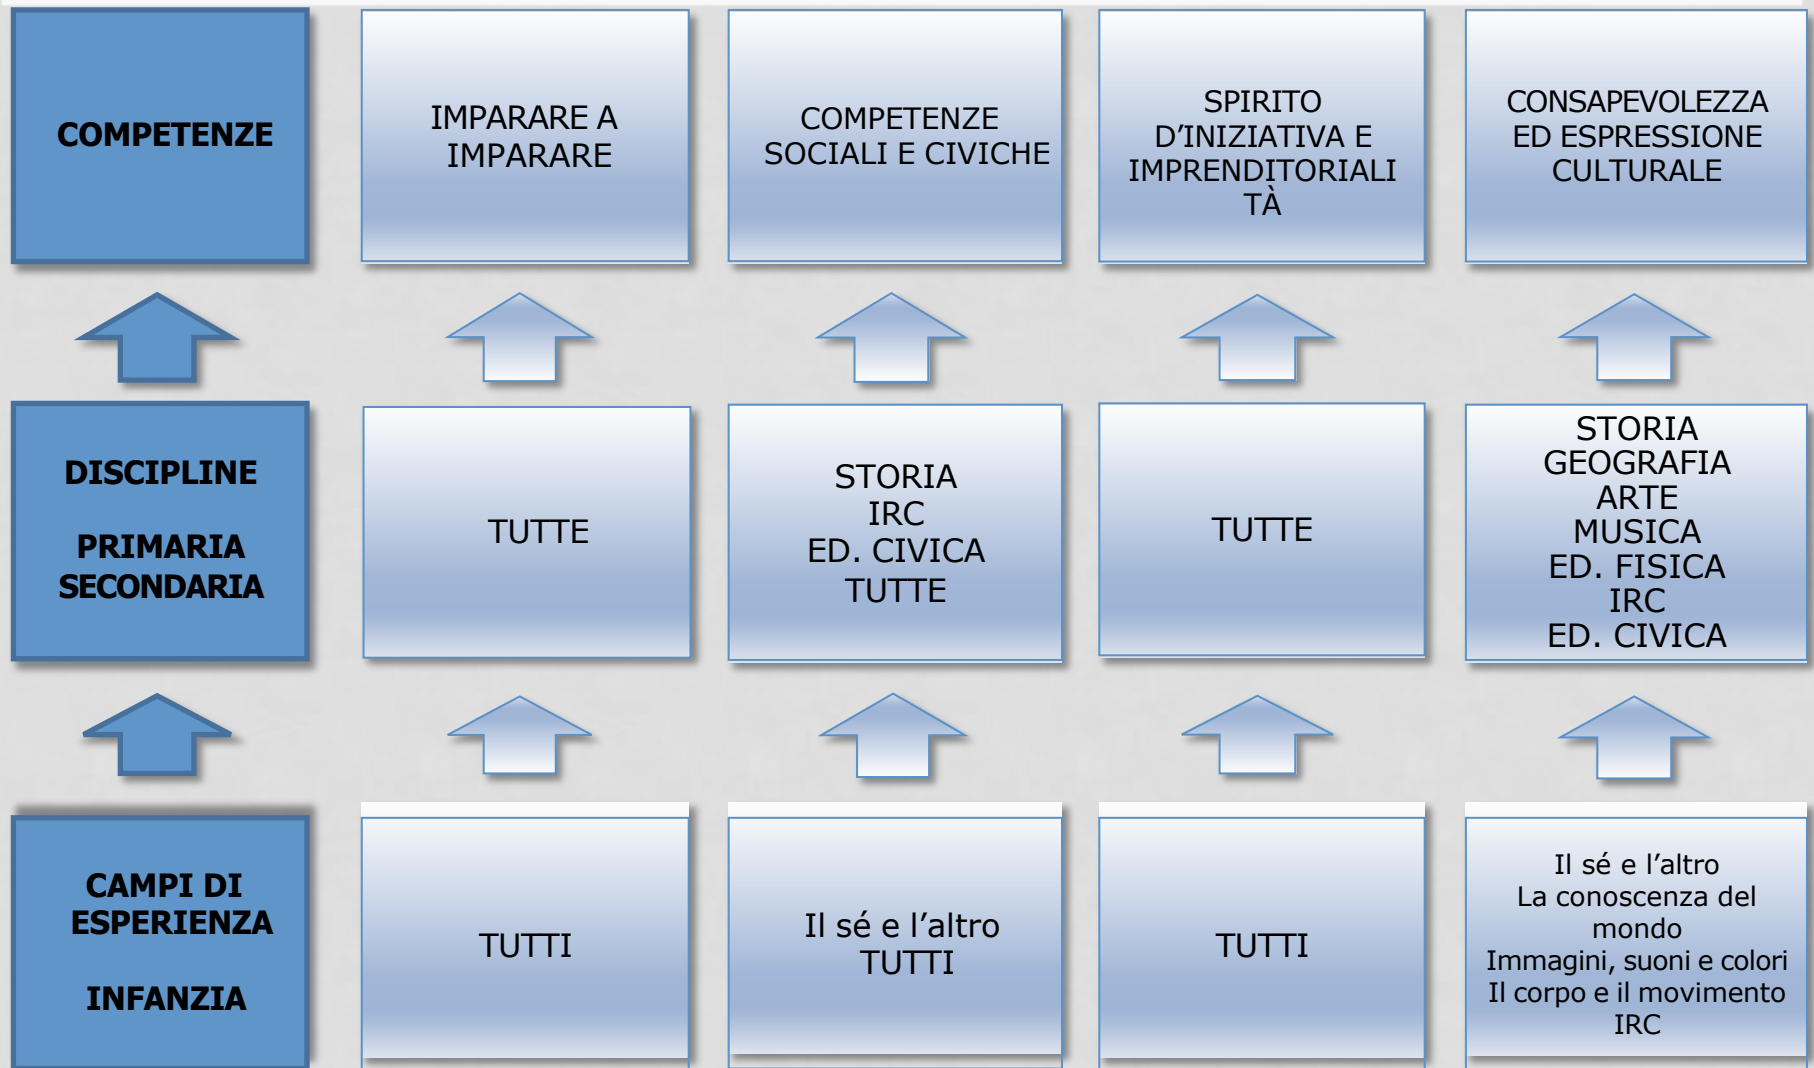 COMPETENZE
IMPARARE A
IMPARARE
COMPETENZE
SOCIALI E CIVICHE
SPIRITO
D’INIZIATIVA E
IMPRENDITORIALI
TÀ
CONSAPEVOLEZZA
ED ESPRESSIONE
CULTURALE
DISCIPLINE
PRIMARIA
SECONDARIA
TUTTE
STORIA
IRC
ED. CIVICA
TUTTE
TUTTE
STORIA
GEOGRAFIA
ARTE
MUSICA
ED. FISICA
IRC
ED. CIVICA
CAMPI DI
ESPERIENZA
INFANZIA
TUTTI
Il sé e l’altro
TUTTI
TUTTI
Il sé e l’altro
La conoscenza del
mondo
Immagini, suoni e colori
Il corpo e il movimento
IRC